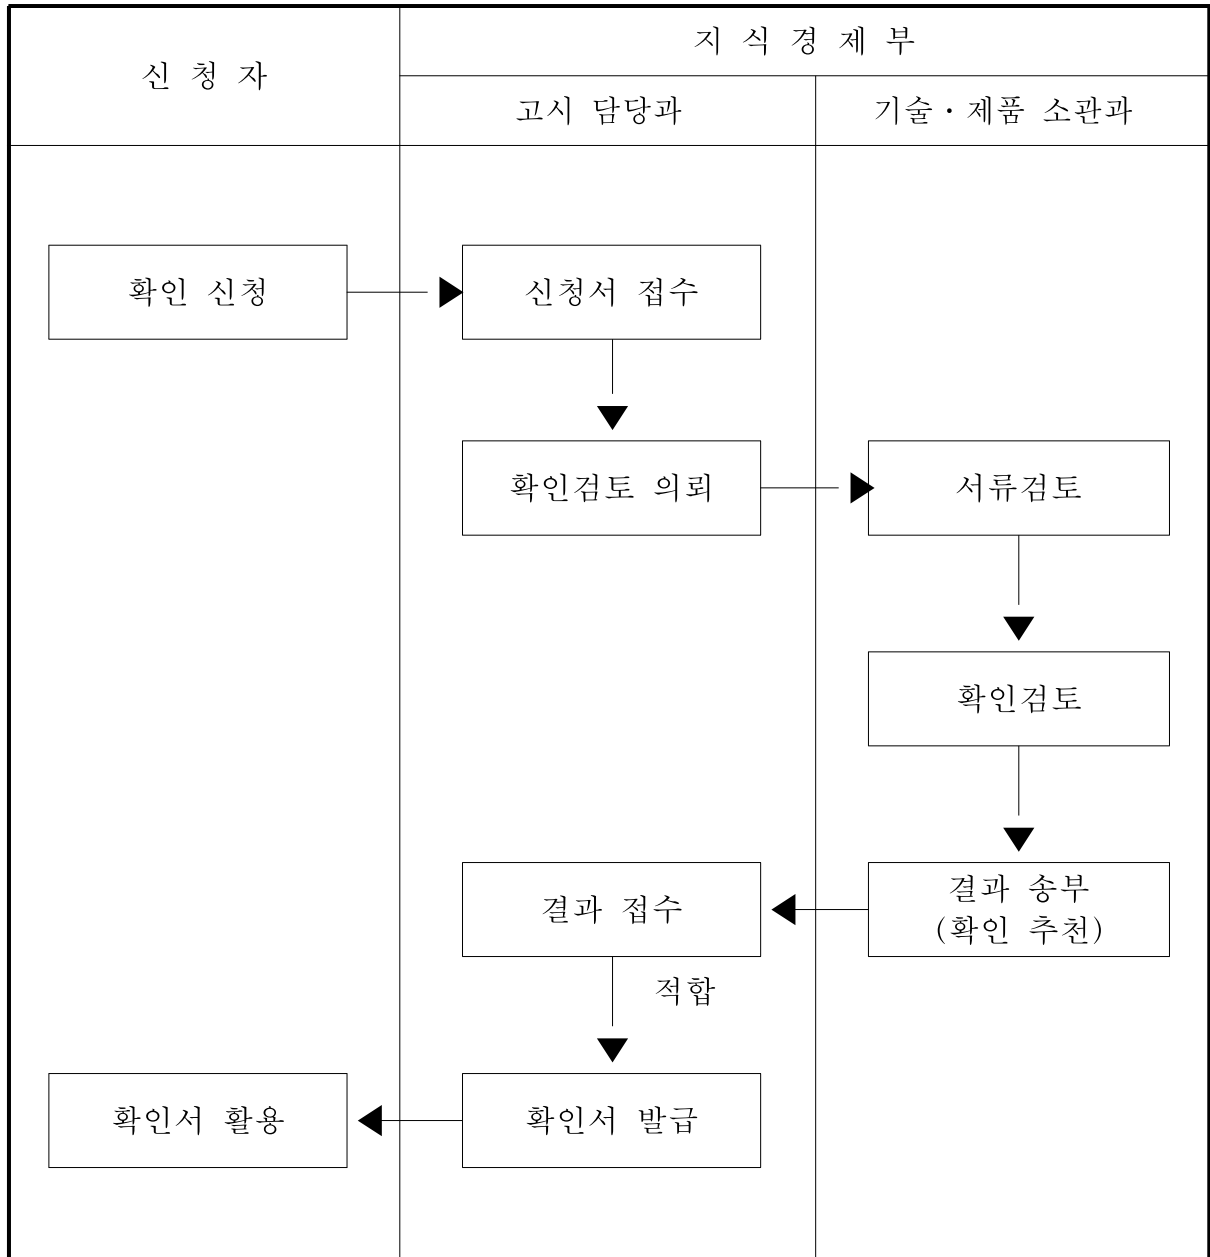 신 청 자
지 식 경 제 부
고시 담당과
기술·제품 소관과
확인 신청
신청서 접수
확인검토 의뢰
서류검토
확인검토
결과 송부
(확인 추천)
결과 접수
적합
확인서 발급
확인서 활용